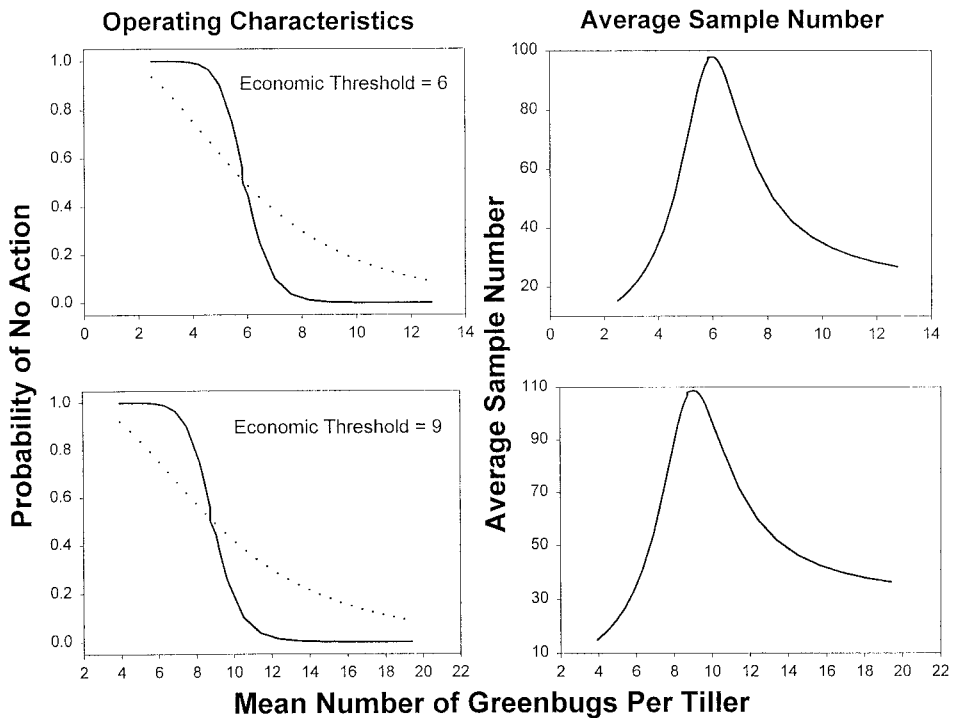 Operating Characteristics
Average Sample Number
Probability of No Action
Economic Threshold = 6
1.0
0.8
0.6
0.4
0.2
0.0
0 2 4 6 8 10 12 14
Average Sample Number
100
80
60
40
20
0 2 4 6 8 10 12 14
Economic Threshold = 9
1.0
0.8
0.6
0.4
0.2
0.0
2 4 6 8 10 12 14 16 18 20 22
110
90
70
50
30
10
2 4 6 8 10 12 14 16 18 20 22
Mean Number of Greenbugs Per Tiller